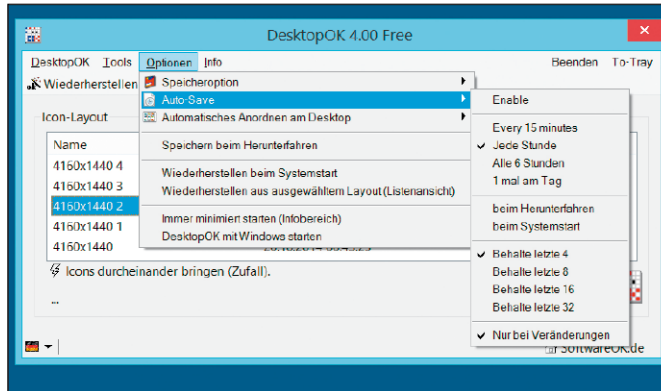 DesktopOK 4.00 Free
DesktopOK Tools Optionen Info Beenden To-Tray
Wiederherstellen
Speicheroption
Auto-Save
Automatisches Anordnen am Desktop
Speichern beim Herunterfahren
Wiederherstellen beim Systemstart
Wiederherstellen aus ausgewähltem Layout (Listenansicht)
Immer minimiert starten (Infobereich)
DesktopOK mit Windows starten
Enable
Every 15 minutes
Jede Stunde
Alle 6 Stunden
1 mal am Tag
beim Herunterfahren
beim Systemstart
Behalte letzte 4
Behalte letzte 8
Behalte letzte 16
Behalte letzte 32
Nur bei Veränderungen
Icon-Layout
Name
4160x1440 4
4160x1440 3
4160x1440 2
4160x1440 1
4160x1440
Icons durcheinander bringen (Zufall).
...
SoftwareOK.de